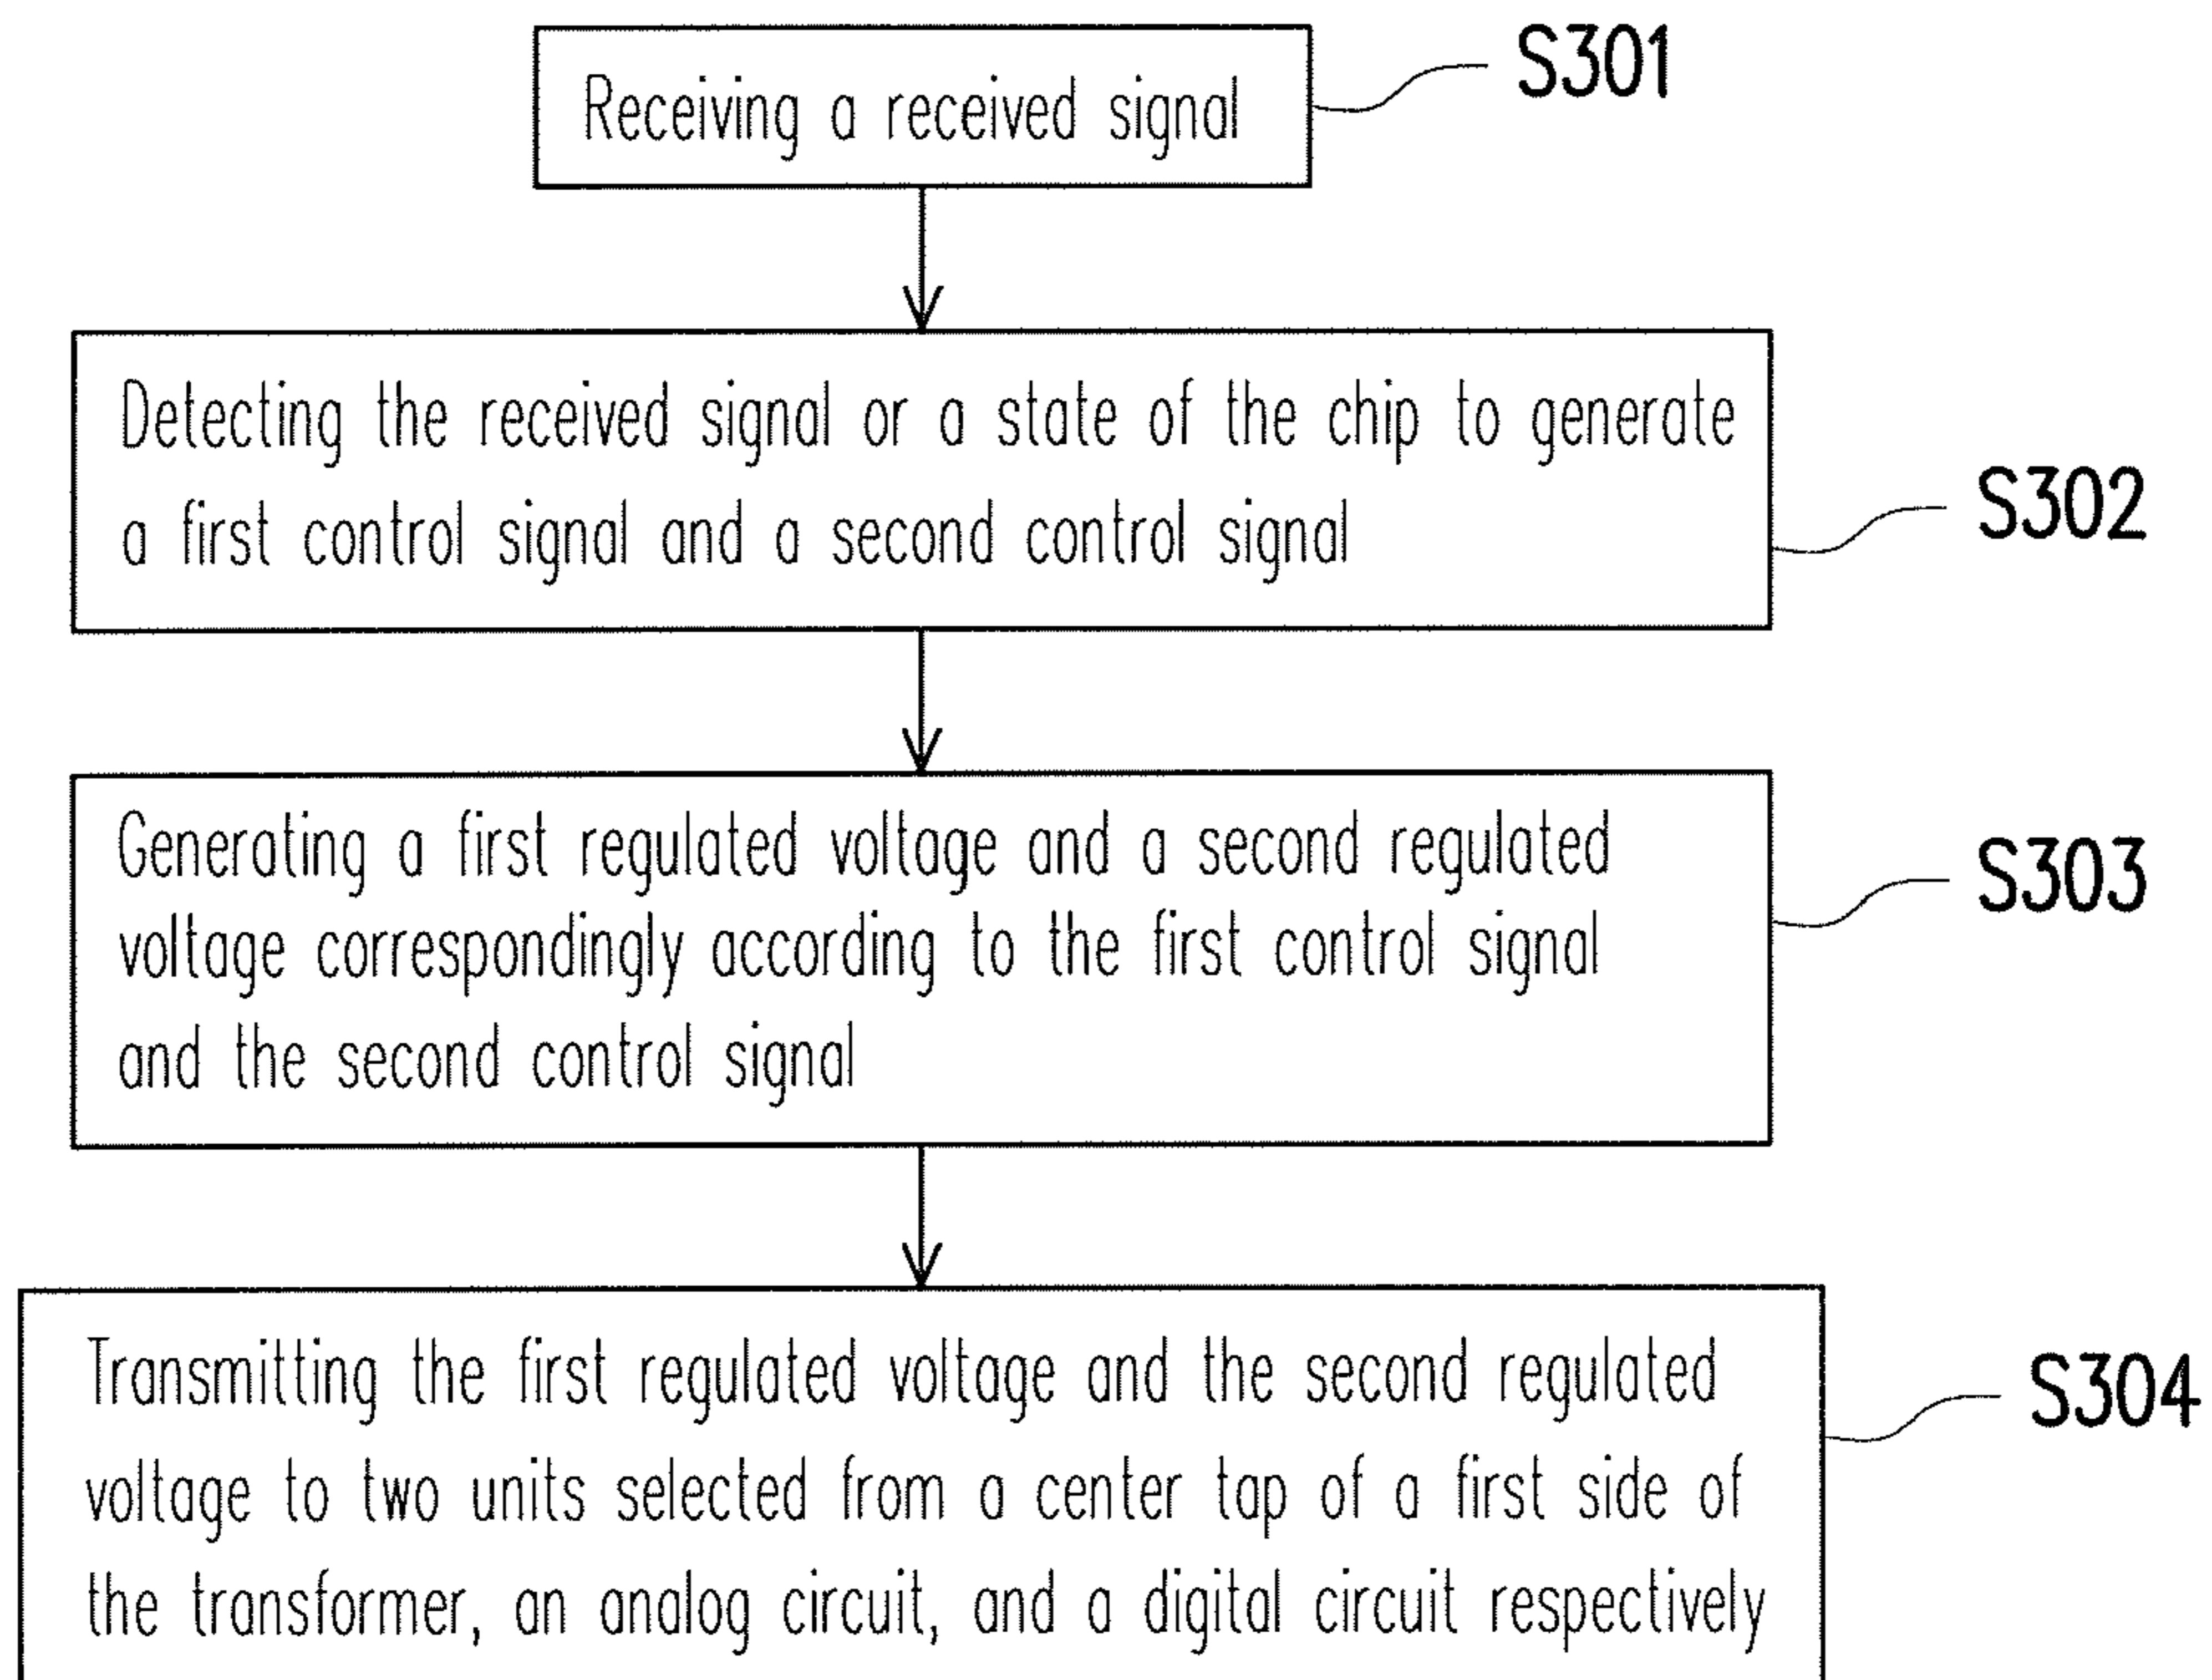 Receiving a received signal
S301
Detecting the received signal or a state of the chip to generate
a first control signal and a second control signal
S302
Generating a first regulated voltage and a second regulated
voltage correspondingly according to the first control signal
and the second control signal
S303
Transmitting the first regulated voltage and the second regulated
voltage to two units selected from a center tap of a first side of
the transformer, an analog circuit, and a digital circuit respectively
S304